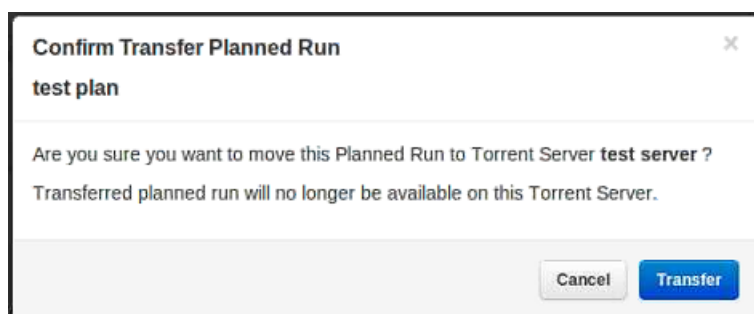 Confirm Transfer Planned Run
×
test plan
Are you sure you want to move this Planned Run to Torrent Server test server ?
Transferred planned run will no longer be available on this Torrent Server.
Cancel
Transfer